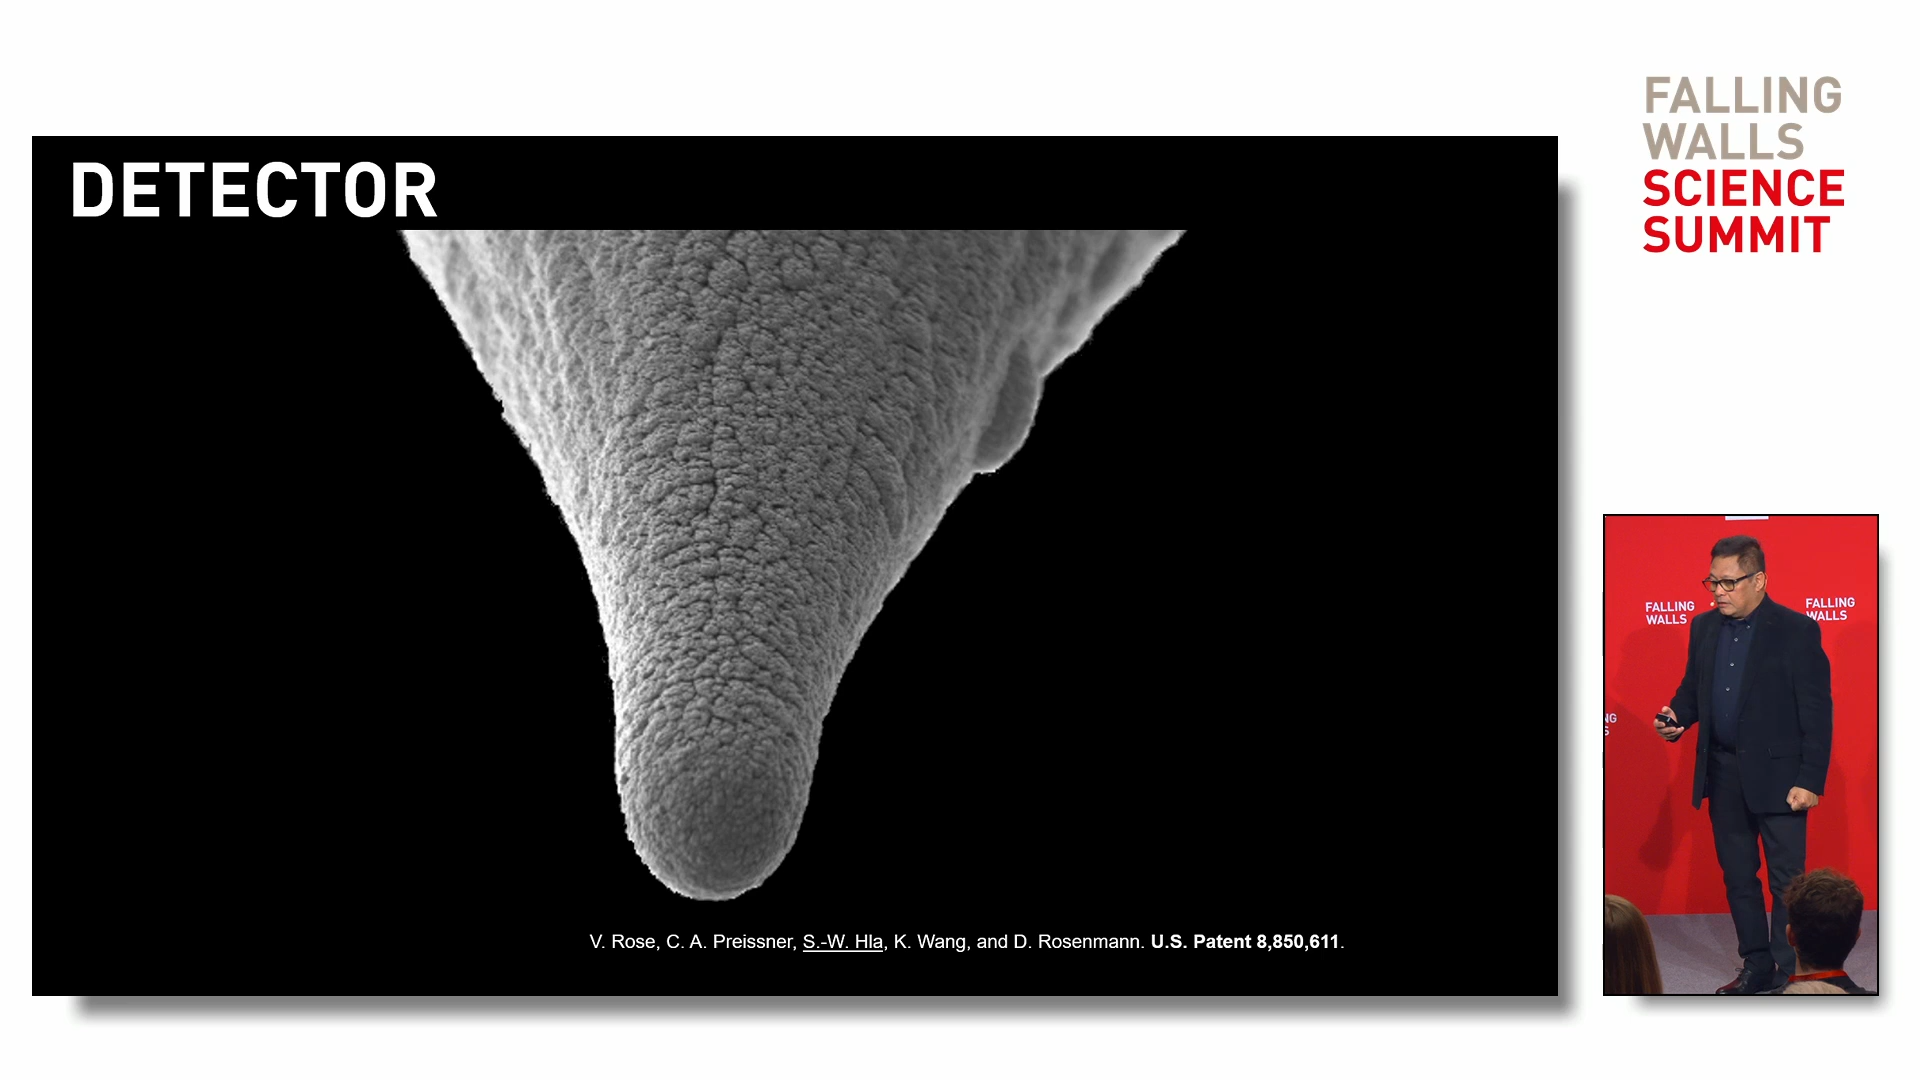 DETECTOR
V. Rose, C. A. Preissner, S.-W. Hla, K. Wang, and D. Rosenmann. U.S. Patent 8,850,611.
FALLING
WALLS
SCIENCE
SUMMIT
FALLING
WALLS
FALLING
WALLS
NG
S